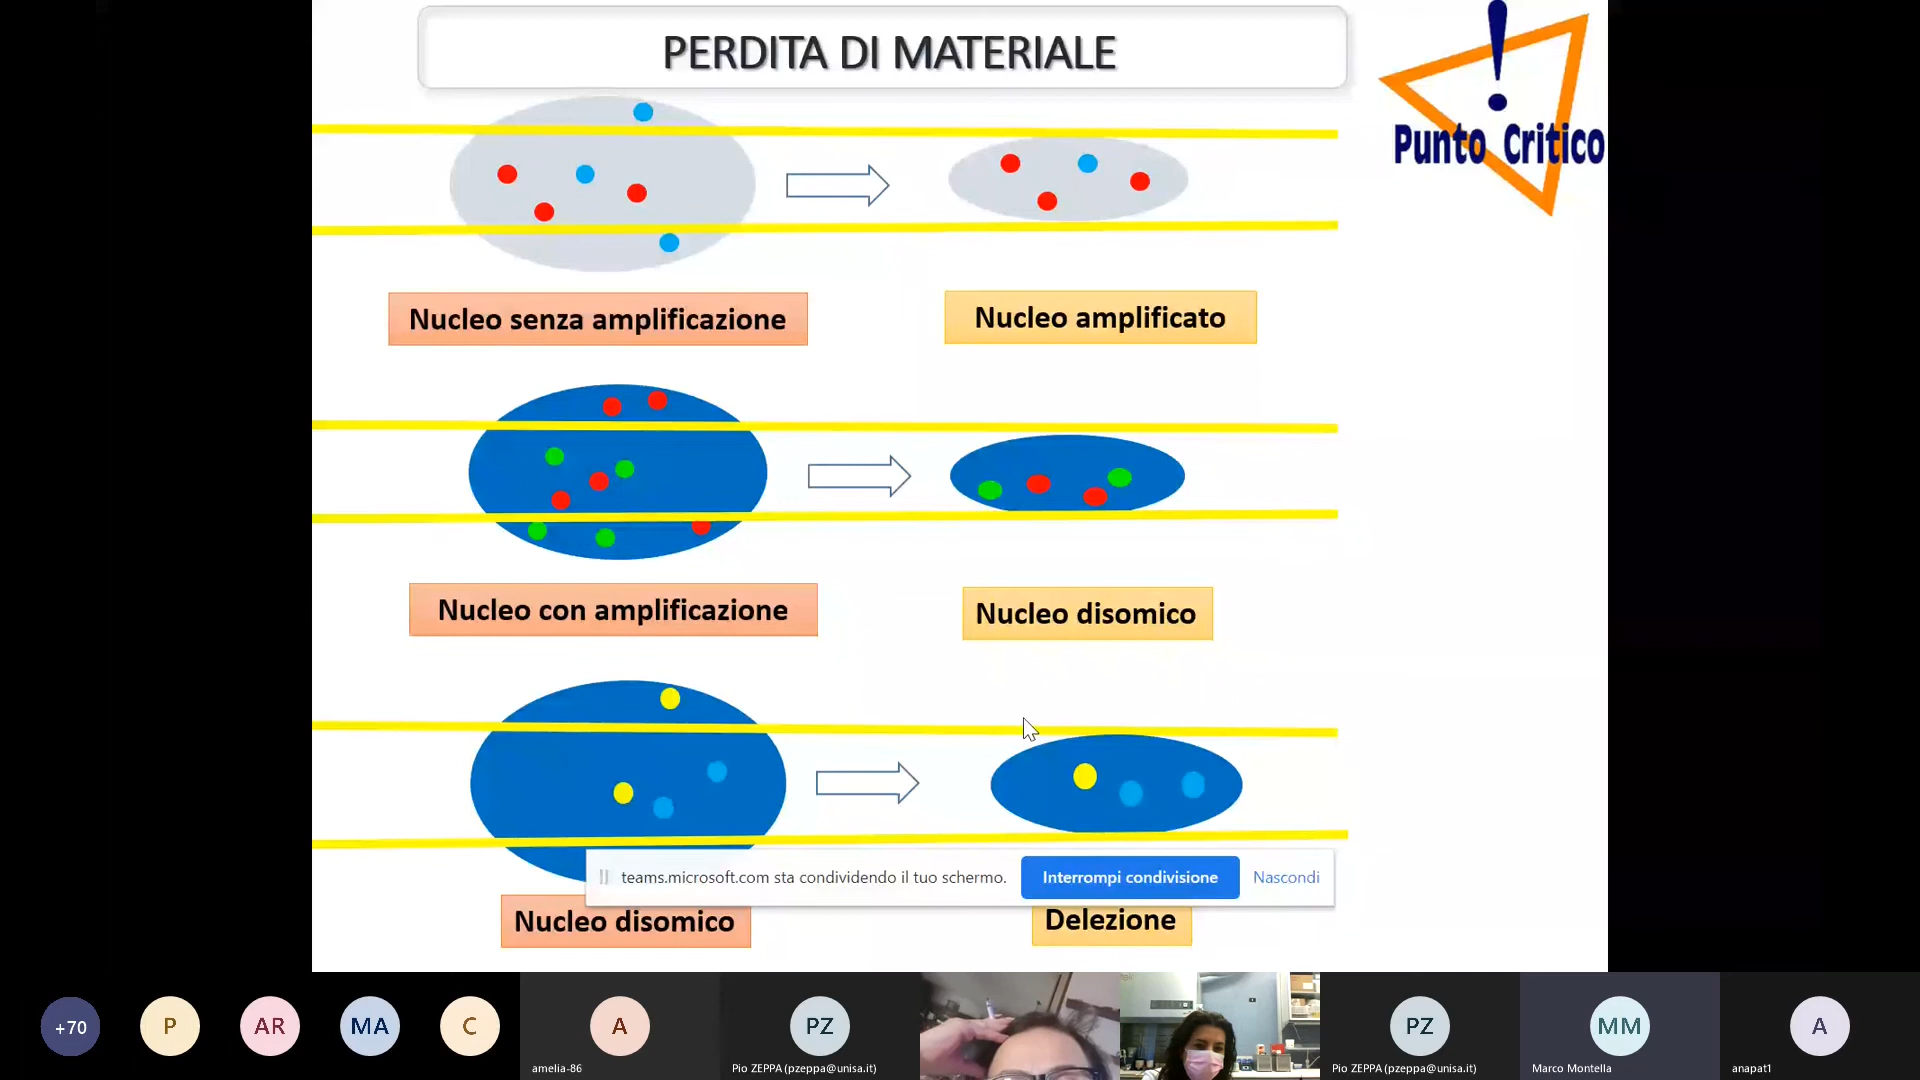 PERDITA DI MATERIALE
!
Punto Critico
Nucleo senza amplificazione
Nucleo amplificato
Nucleo con amplificazione
Nucleo disomico
teams.microsoft.com sta condividendo il tuo schermo.
Interrompi condivisione
Nascondi
Nucleo disomico
Delezione
+70
P
AR
MA
C
A
PZ
PZ
MM
A
amelia-86
Pio ZEPPA (pzeppa@unisa.it)
Pio ZEPPA (pzeppa@unisa.it)
Marco Montella
anapat1